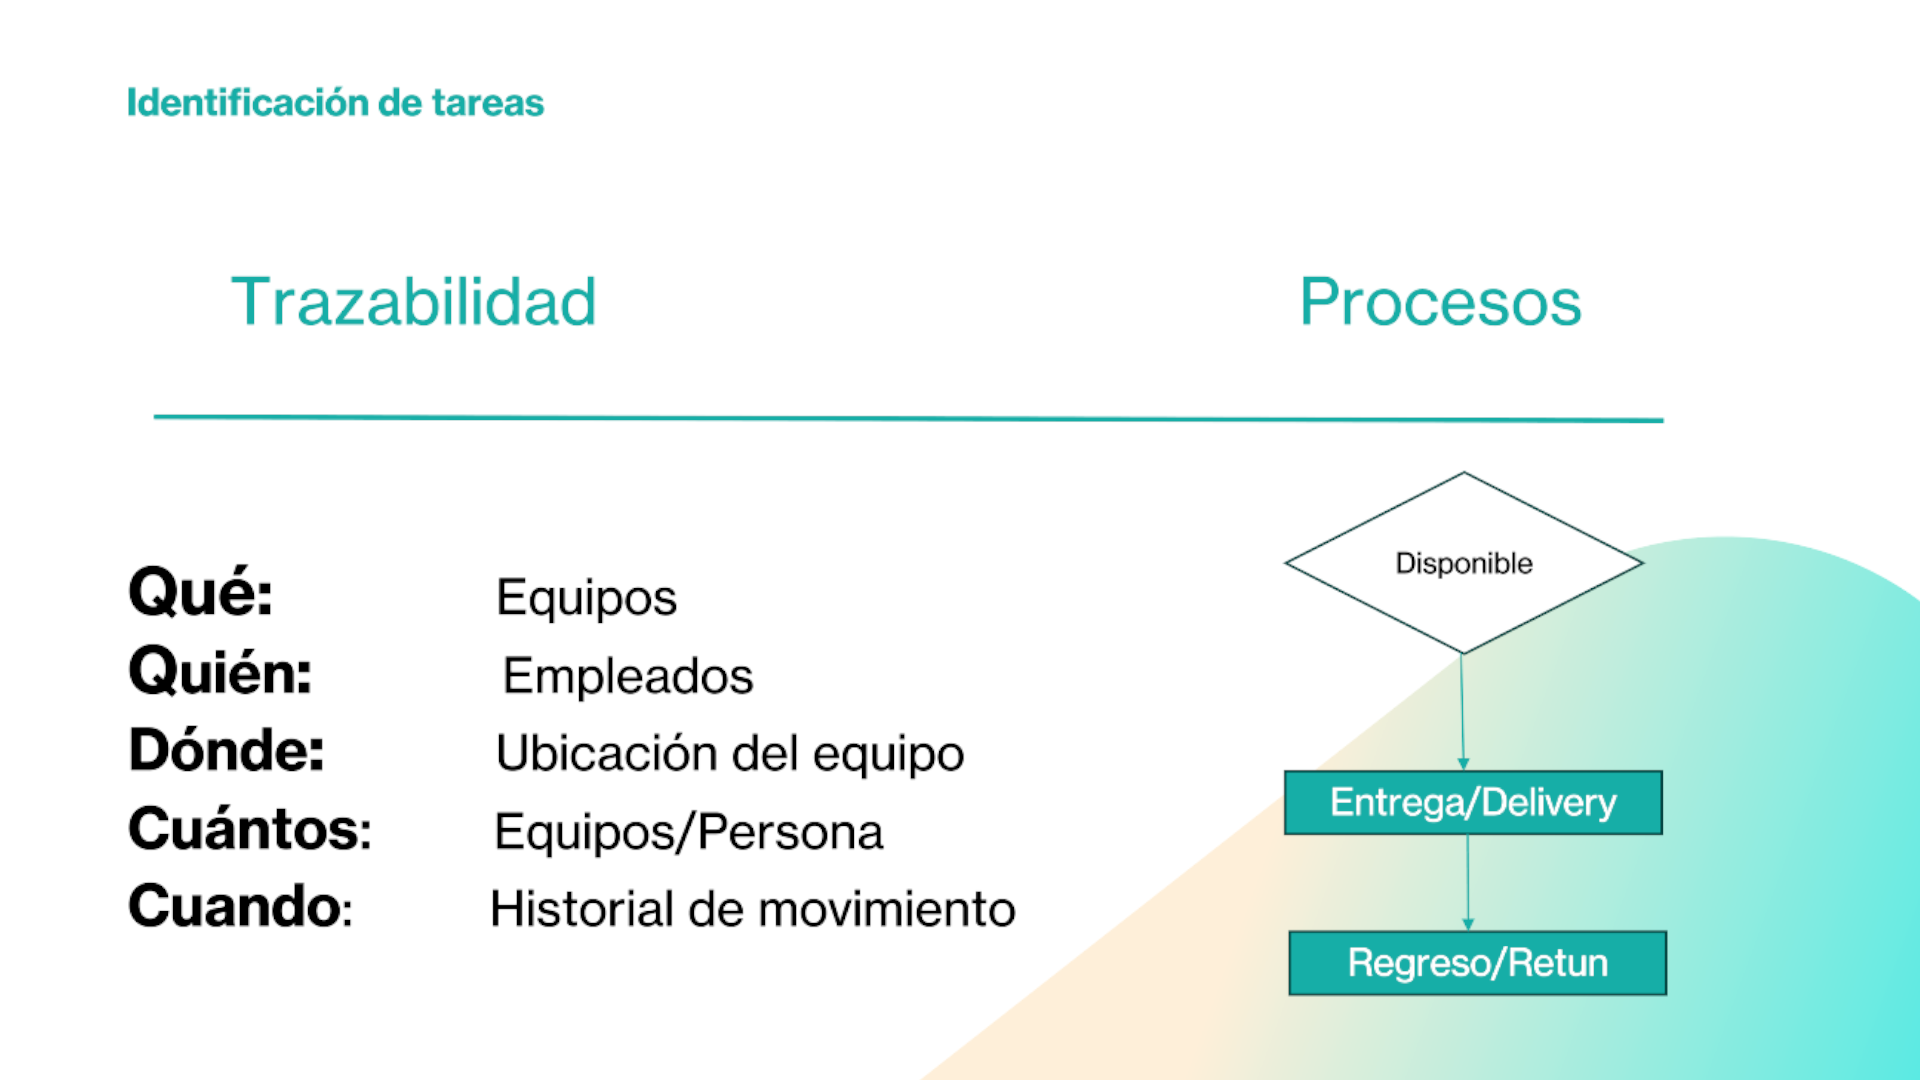 Identificación de tareas
Trazabilidad
Procesos
Qué: Equipos
Quién: Empleados
Dónde: Ubicación del equipo
Cuántos: Equipos/Persona
Cuando: Historial de movimiento
Disponible
Entrega/Delivery
Regreso/Retun